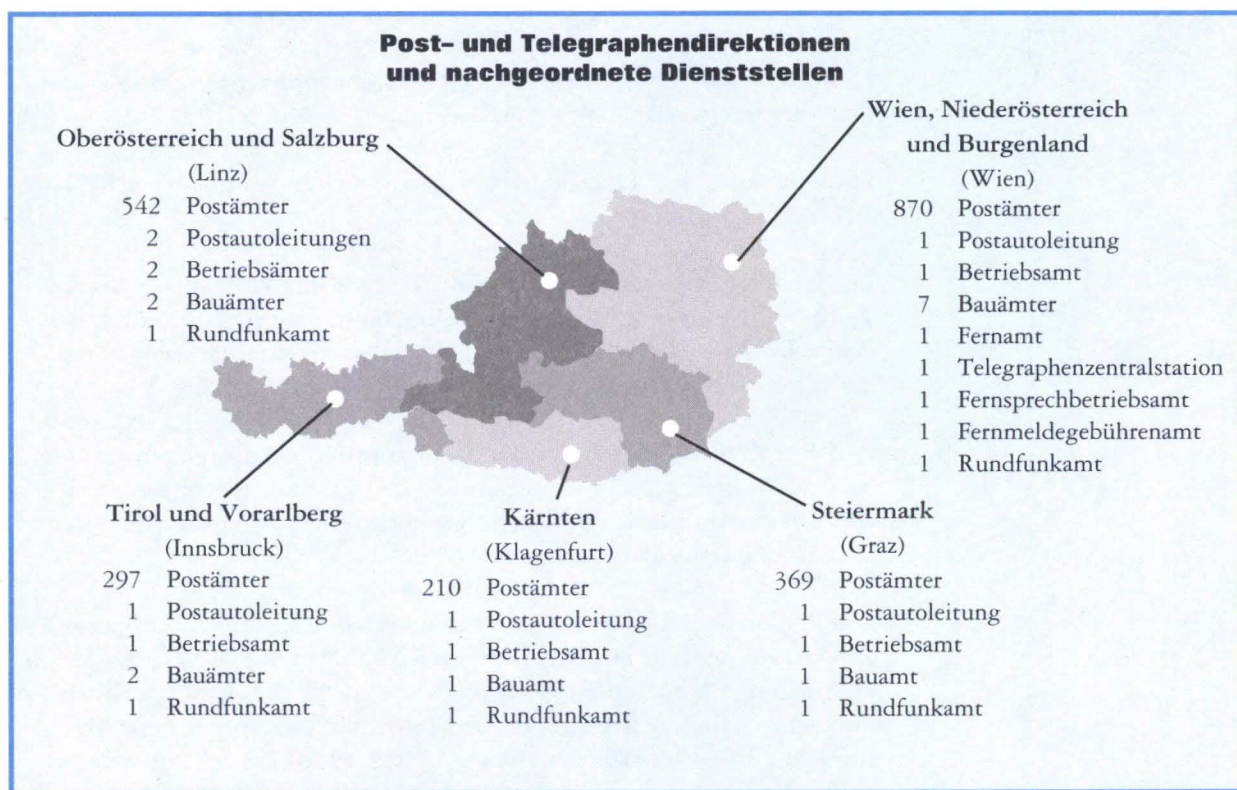 Post- und Telegraphendirektionen
und nachgeordnete Dienststellen
Oberösterreich und Salzburg
(Linz)
542 Postämter
2 Postautoleitungen
2 Betriebsämter
2 Bauämter
1 Rundfunkamt
Wien, Niederösterreich
und Burgenland
(Wien)
870 Postämter
1 Postautoleitung
1 Betriebsamt
7 Bauämter
1 Fernamt
1 Telegraphenzentralstation
1 Fernsprechbetriebsamt
1 Fernmeldegebührenamt
1 Rundfunkamt
Tirol und Vorarlberg
(Innsbruck)
297 Postämter
1 Postautoleitung
1 Betriebsamt
2 Bauämter
1 Rundfunkamt
Kärnten
(Klagenfurt)
210 Postämter
1 Postautoleitung
1 Betriebsamt
1 Bauamt
1 Rundfunkamt
Steiermark
(Graz)
369 Postämter
1 Postautoleitung
1 Betriebsamt
1 Bauamt
1 Rundfunkamt